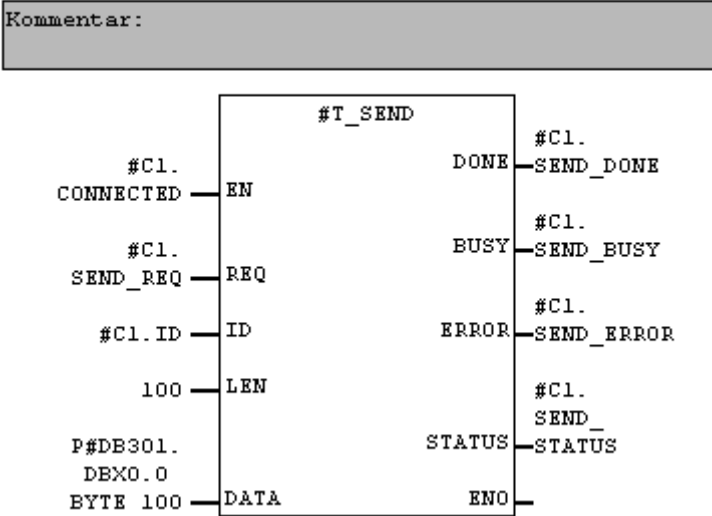 Kommentar:
#T_SEND
#C1.
CONNECTED
EN
#C1.
SEND_REQ
REQ
#C1.ID
ID
100
LEN
P#DB301.
DBX0.0
BYTE 100
DATA
DONE
#C1.
SEND_DONE
BUSY
#C1.
SEND_BUSY
ERROR
#C1.
SEND_ERROR
STATUS
#C1.
SEND_
STATUS
ENO